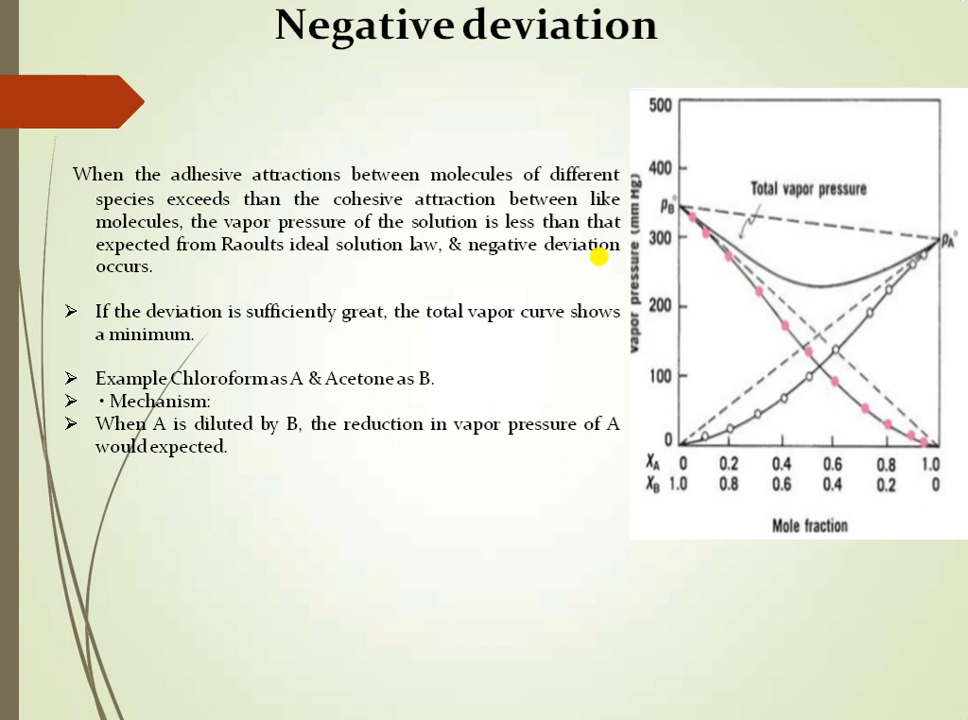 Negative deviation
When the adhesive attractions between molecules of different
species exceeds than the cohesive attraction between like
molecules, the vapor pressure of the solution is less than that
expected from Raoults ideal solution law, & negative deviation
occurs.
➢ If the deviation is sufficiently great, the total vapor curve shows
a minimum.
➢ Example Chloroform as A & Acetone as B.
➢ • Mechanism:
➢ When A is diluted by B, the reduction in vapor pressure of A
would expected.
500
400
300
200
100
0
Vapor pressure (mm Hg)
pB°
Total vapor pressure
pA°
XA 0 0.2 0.4 0.6 0.8 1.0
XB 1.0 0.8 0.6 0.4 0.2 0
Mole fraction